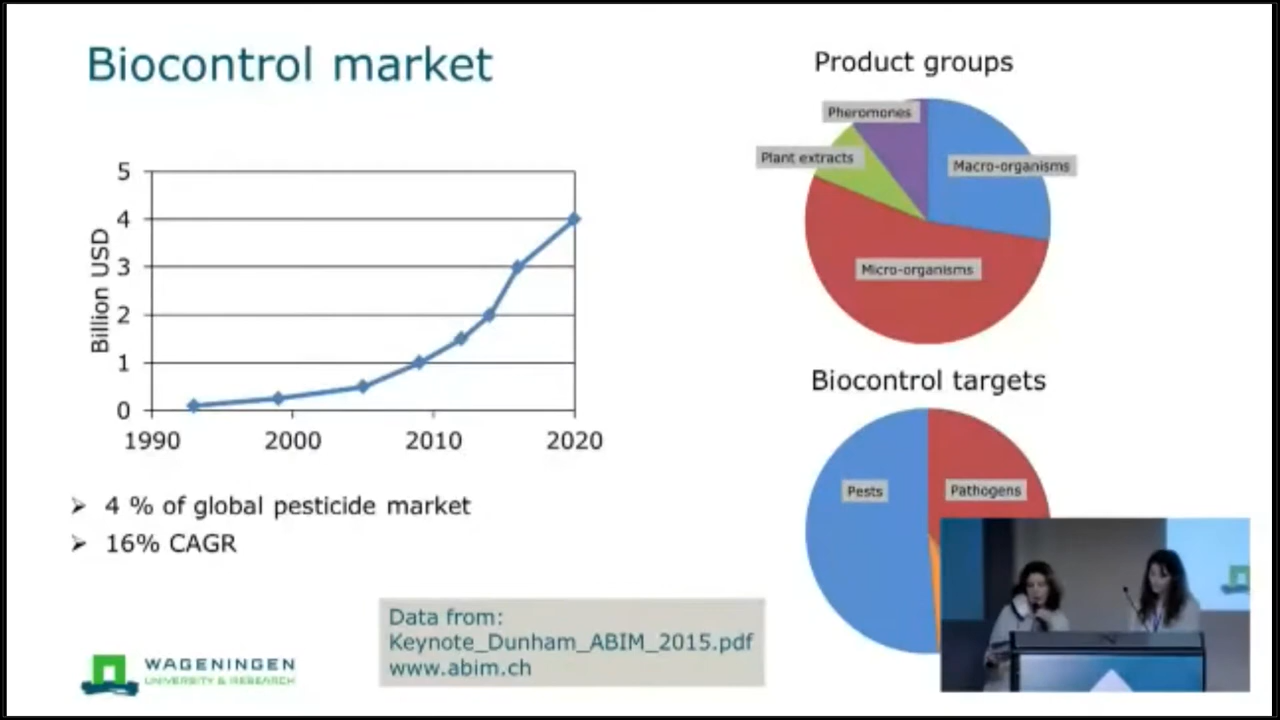 Biocontrol market
5
4
3
2
1
0
Billion USD
1990 2000 2010 2020
➢ 4 % of global pesticide market
➢ 16% CAGR
Data from:
Keynote_Dunham_ABIM_2015.pdf
www.abim.ch
WAGENINGEN
UNIVERSITY & RESEARCH
Product groups
Pheromones
Plant extracts
Macro-organisms
Micro-organisms
Biocontrol targets
Pests
Pathogens